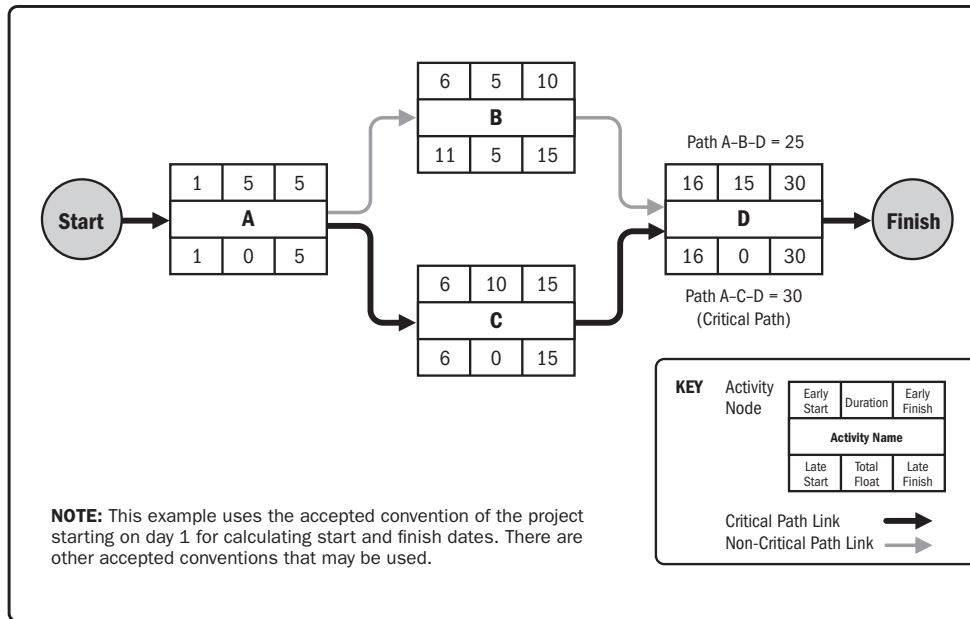 6 5 10
B
11 5 15
Path A–B–D = 25
Start
1 5 5
A
1 0 5
16 15 30
D
16 0 30
Finish
6 10 15
C
6 0 15
Path A–C–D = 30
(Critical Path)
KEY
Activity
Node
Early
Start
Duration
Early
Finish
Activity Name
Late
Start
Total
Float
Late
Finish
NOTE: This example uses the accepted convention of the project
starting on day 1 for calculating start and finish dates. There are
other accepted conventions that may be used.
Critical Path Link
Non-Critical Path Link